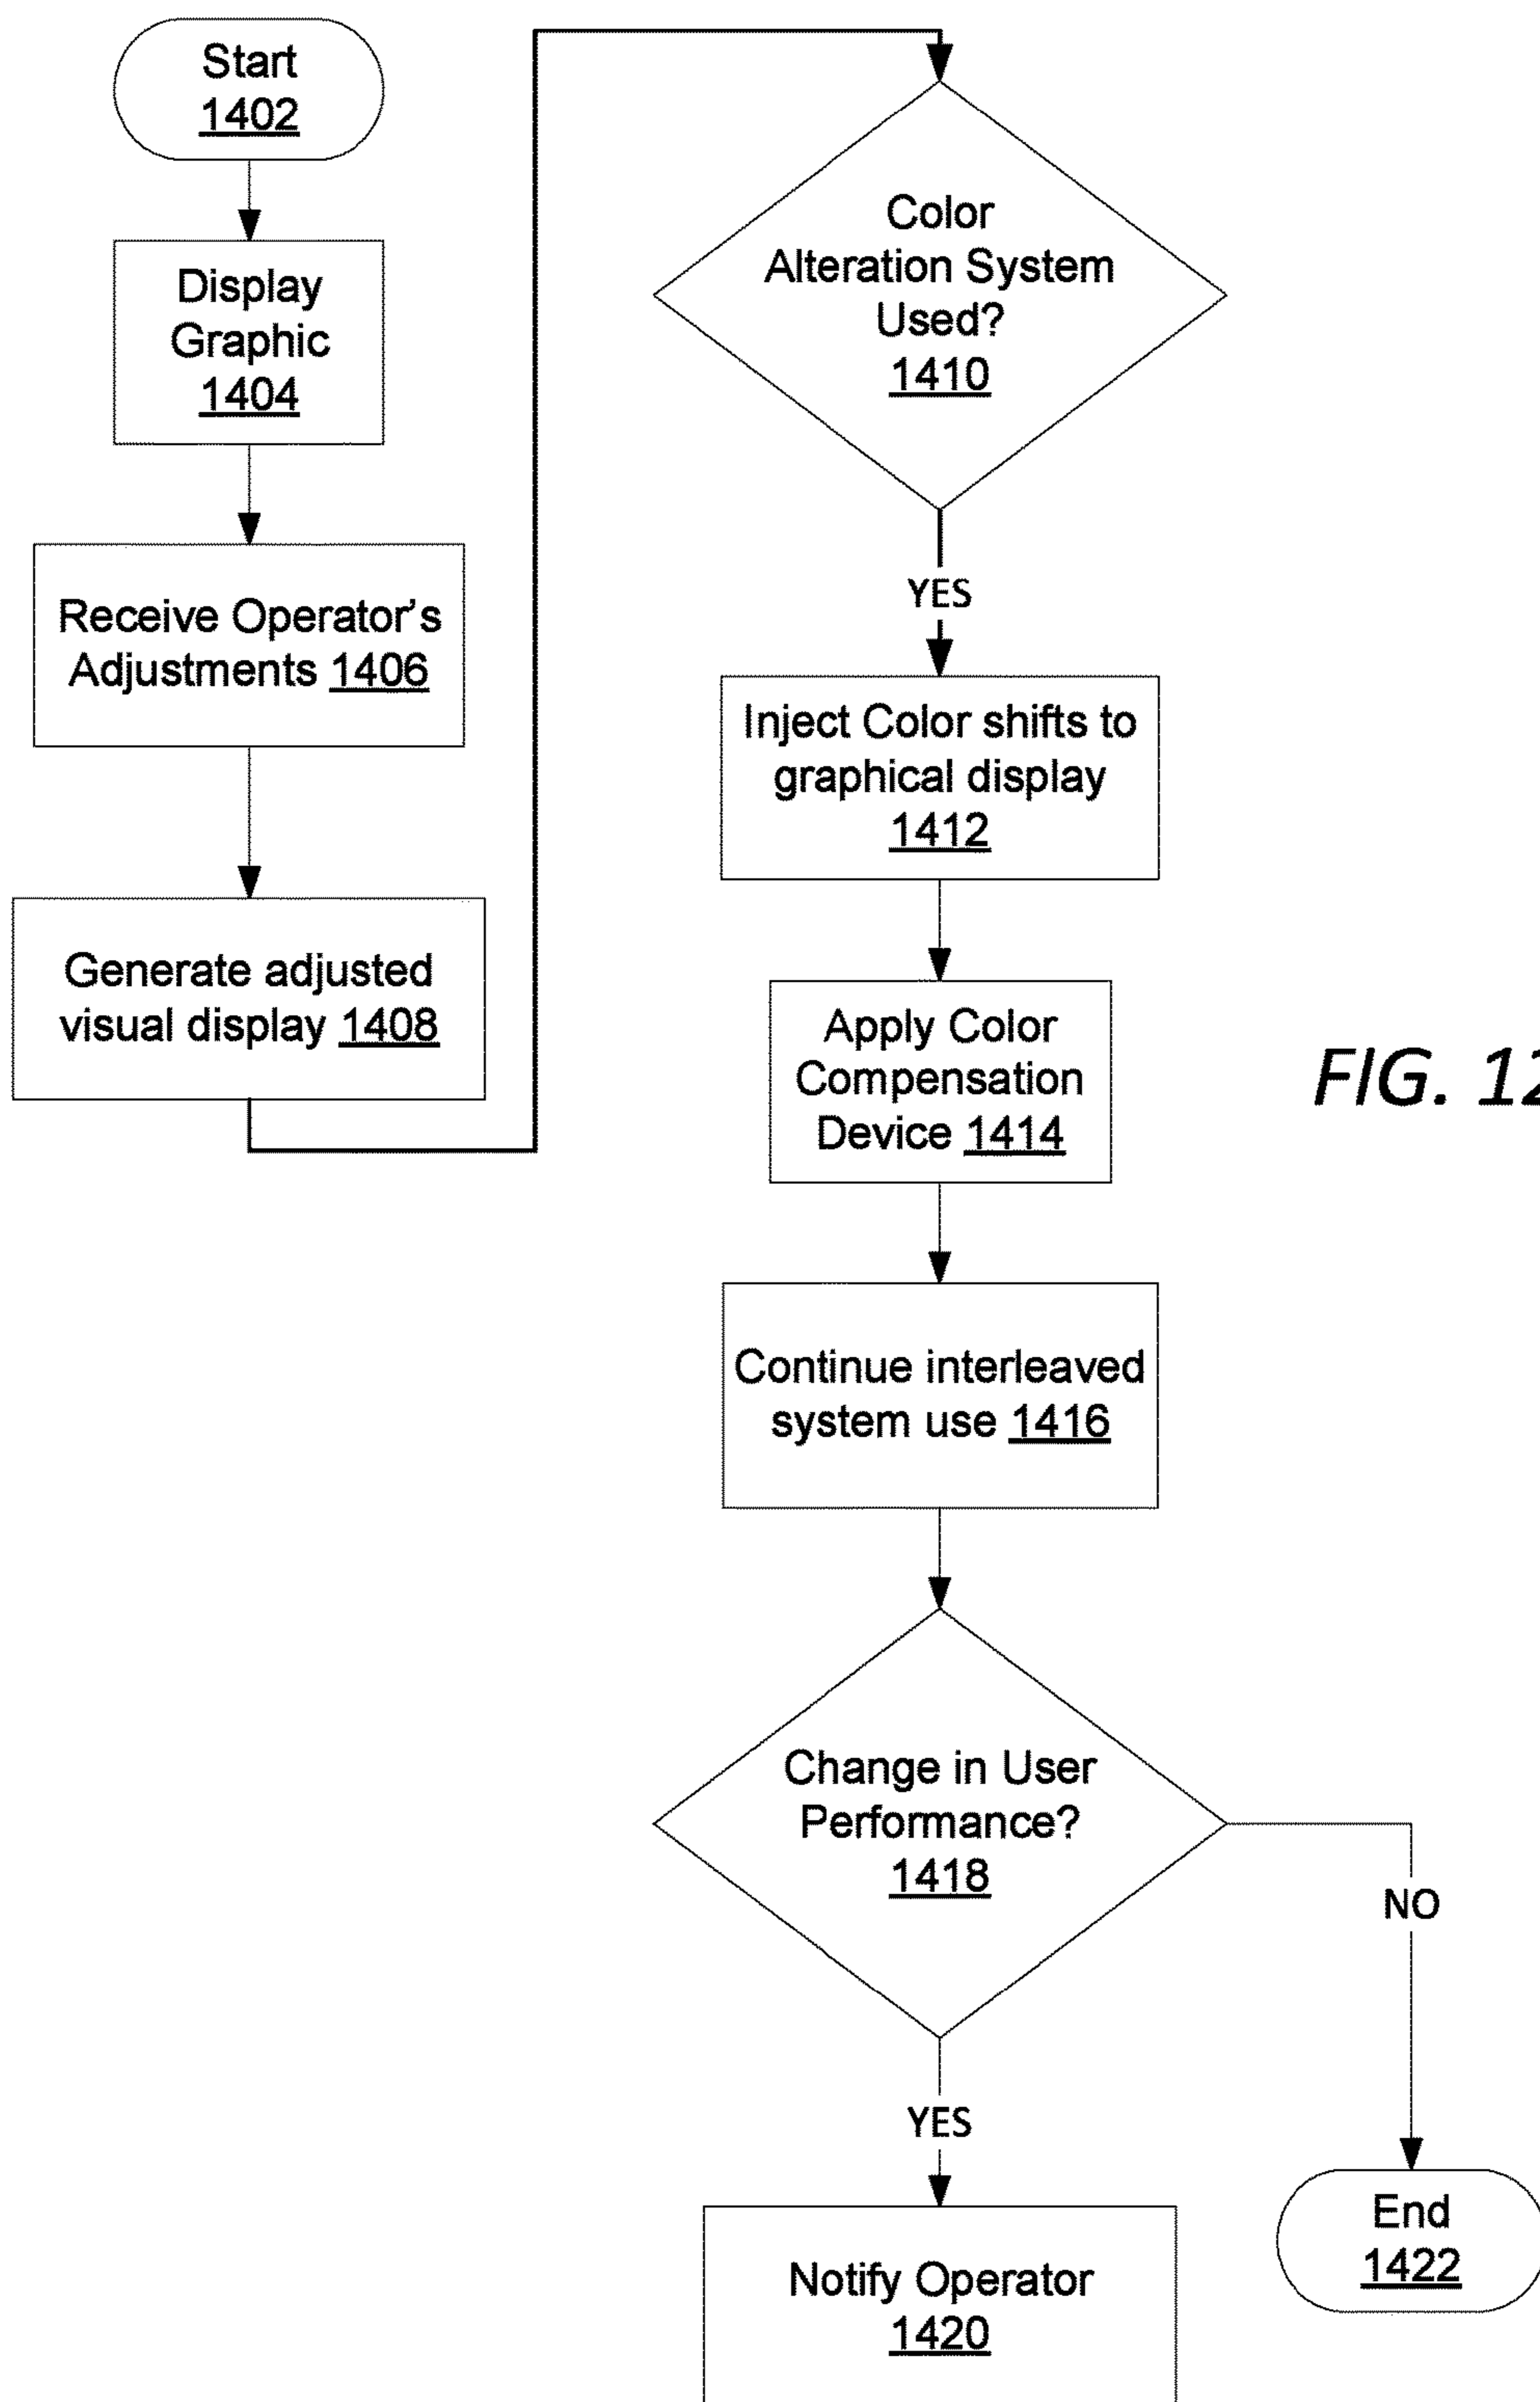 Start
1402
Display
Graphic
1404
Receive Operator's
Adjustments 1406
Generate adjusted
visual display 1408
Color
Alteration System
Used?
1410
YES
Inject Color shifts to
graphical display
1412
Apply Color
Compensation
Device 1414
Continue interleaved
system use 1416
Change in User
Performance?
1418
YES
NO
Notify Operator
1420
End
1422
FIG. 12